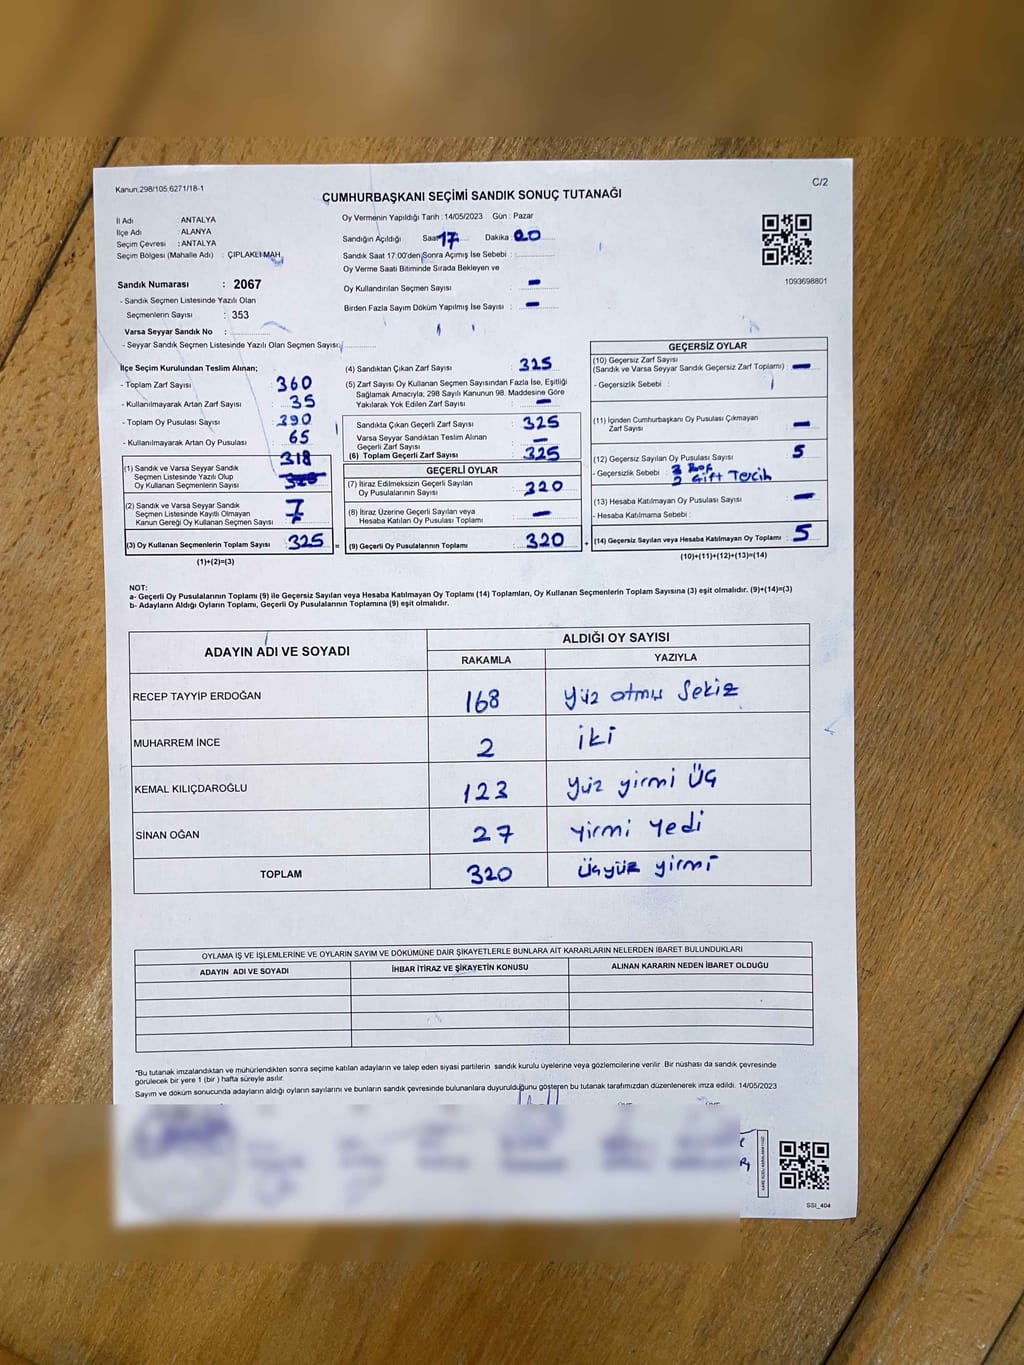 Kanun:298/105,6271/18-1
C/2
CUMHURBAŞKANI SEÇİMİ SANDIK SONUÇ TUTANAĞI
İl Adı : ANTALYA
İlçe Adı : ALANYA
Seçim Çevresi : ANTALYA
Seçim Bölgesi (Mahalle Adı) : ÇIPLAKLI MAH.
Oy Vermenin Yapıldığı Tarih : 14/05/2023 Gün : Pazar
Sandığın Açıldığı Saat 17 Dakika 00
Sandık Saat 17:00'den Sonra Açımış İse Sebebi :
Oy Verme Saati Bitiminde Sırada Bekleyen ve
Oy Kullandırılan Seçmen Sayısı : –
Birden Fazla Sayım Döküm Yapılmış İse Sayısı : –
1093698801
Sandık Numarası : 2067
- Sandık Seçmen Listesinde Yazılı Olan
Seçmenlerin Sayısı : 353
Varsa Seyyar Sandık No :
- Seyyar Sandık Seçmen Listesinde Yazılı Olan Seçmen Sayısı:
İlçe Seçim Kurulundan Teslim Alınan;
- Toplam Zarf Sayısı : 360
- Kullanılmayarak Artan Zarf Sayısı : 35
- Toplam Oy Pusulası Sayısı : 390
- Kullanılmayarak Artan Oy Pusulası : 65
318
(1) Sandık ve Varsa Seyyar Sandık
Seçmen Listesinde Yazılı Olup
Oy Kullanan Seçmenlerin Sayısı :
(2) Sandık ve Varsa Seyyar Sandık
Seçmen Listesinde Kayıtlı Olmayan
Kanun Gereği Oy Kullanan Seçmen Sayısı : 7
(3) Oy Kullanan Seçmenlerin Toplam Sayısı : 325 =
(1)+(2)=(3)
(4) Sandıktan Çıkan Zarf Sayısı : 325
(5) Zarf Sayısı Oy Kullanan Seçmen Sayısından Fazla İse, Eşitliği
Sağlamak Amacıyla; 298 Sayılı Kanunun 98. Maddesine Göre
Yakılarak Yok Edilen Zarf Sayısı : –
Sandıkta Çıkan Geçerli Zarf Sayısı : 325
Varsa Seyyar Sandıktan Teslim Alınan
Geçerli Zarf Sayısı : –
(6) Toplam Geçerli Zarf Sayısı : 325
GEÇERLİ OYLAR
(7) İtiraz Edilmeksizin Geçerli Sayılan
Oy Pusulalarının Sayısı : 320
(8) İtiraz Üzerine Geçerli Sayılan veya
Hesaba Katılan Oy Pusulası Toplamı : –
(9) Geçerli Oy Pusulalarının Toplamı : 320 +
GEÇERSİZ OYLAR
(10) Geçersiz Zarf Sayısı
(Sandık ve Varsa Seyyar Sandık Geçersiz Zarf Toplamı) : –
- Geçersizlik Sebebi :
(11) İçinden Cumhurbaşkanı Oy Pusulası Çıkmayan
Zarf Sayısı : –
(12) Geçersiz Sayılan Oy Pusulası Sayısı : 5
- Geçersizlik Sebebi :
Çift Tercih
(13) Hesaba Katılmayan Oy Pusulası Sayısı : –
- Hesaba Katılmama Sebebi :
(14) Geçersiz Sayılan veya Hesaba Katılmayan Oy Toplamı : 5
(10)+(11)+(12)+(13)=(14)
NOT:
a- Geçerli Oy Pusulalarının Toplamı (9) ile Geçersiz Sayılan veya Hesaba Katılmayan Oy Toplamı (14) Toplamları, Oy Kullanan Seçmenlerin Toplam Sayısına (3) eşit olmalıdır. (9)+(14)=(3)
b- Adayların Aldığı Oyların Toplamı, Geçerli Oy Pusulalarının Toplamına (9) eşit olmalıdır.
ADAYIN ADI VE SOYADI
ALDIĞI OY SAYISI
RAKAMLA YAZIYLA
RECEP TAYYİP ERDOĞAN 168 yüz atmış sekiz
MUHARREM İNCE 2 iki
KEMAL KILIÇDAROĞLU 123 yüz yirmi üç
SİNAN OĞAN 27 yirmi yedi
TOPLAM 320 üçyüz yirmi
OYLAMA İŞ VE İŞLEMLERİNE VE OYLARIN SAYIM VE DÖKÜMÜNE DAİR ŞİKAYETLERLE BUNLARA AİT KARARLARIN NELERDEN İBARET BULUNDUKLARI
ADAYIN ADI VE SOYADI İHBAR İTİRAZ VE ŞİKAYETİN KONUSU ALINAN KARARIN NEDEN İBARET OLDUĞU
*Bu tutanak imzalandıktan ve mühürlendikten sonra seçime katılan adayların ve talep eden siyasi partilerin sandık kurulu üyelerine veya gözlemcilerine verilir. Bir nüshası da sandık çevresinde
görülecek bir yere 1 (bir ) hafta süreyle asılır.
Sayım ve döküm sonucunda adayların aldığı oyların sayılarını ve bunların sandık çevresinde bulunanlara duyurulduğunu gösteren bu tutanak tarafımızdan düzenlenerek imza edildi. 14/05/2023
SSI_404